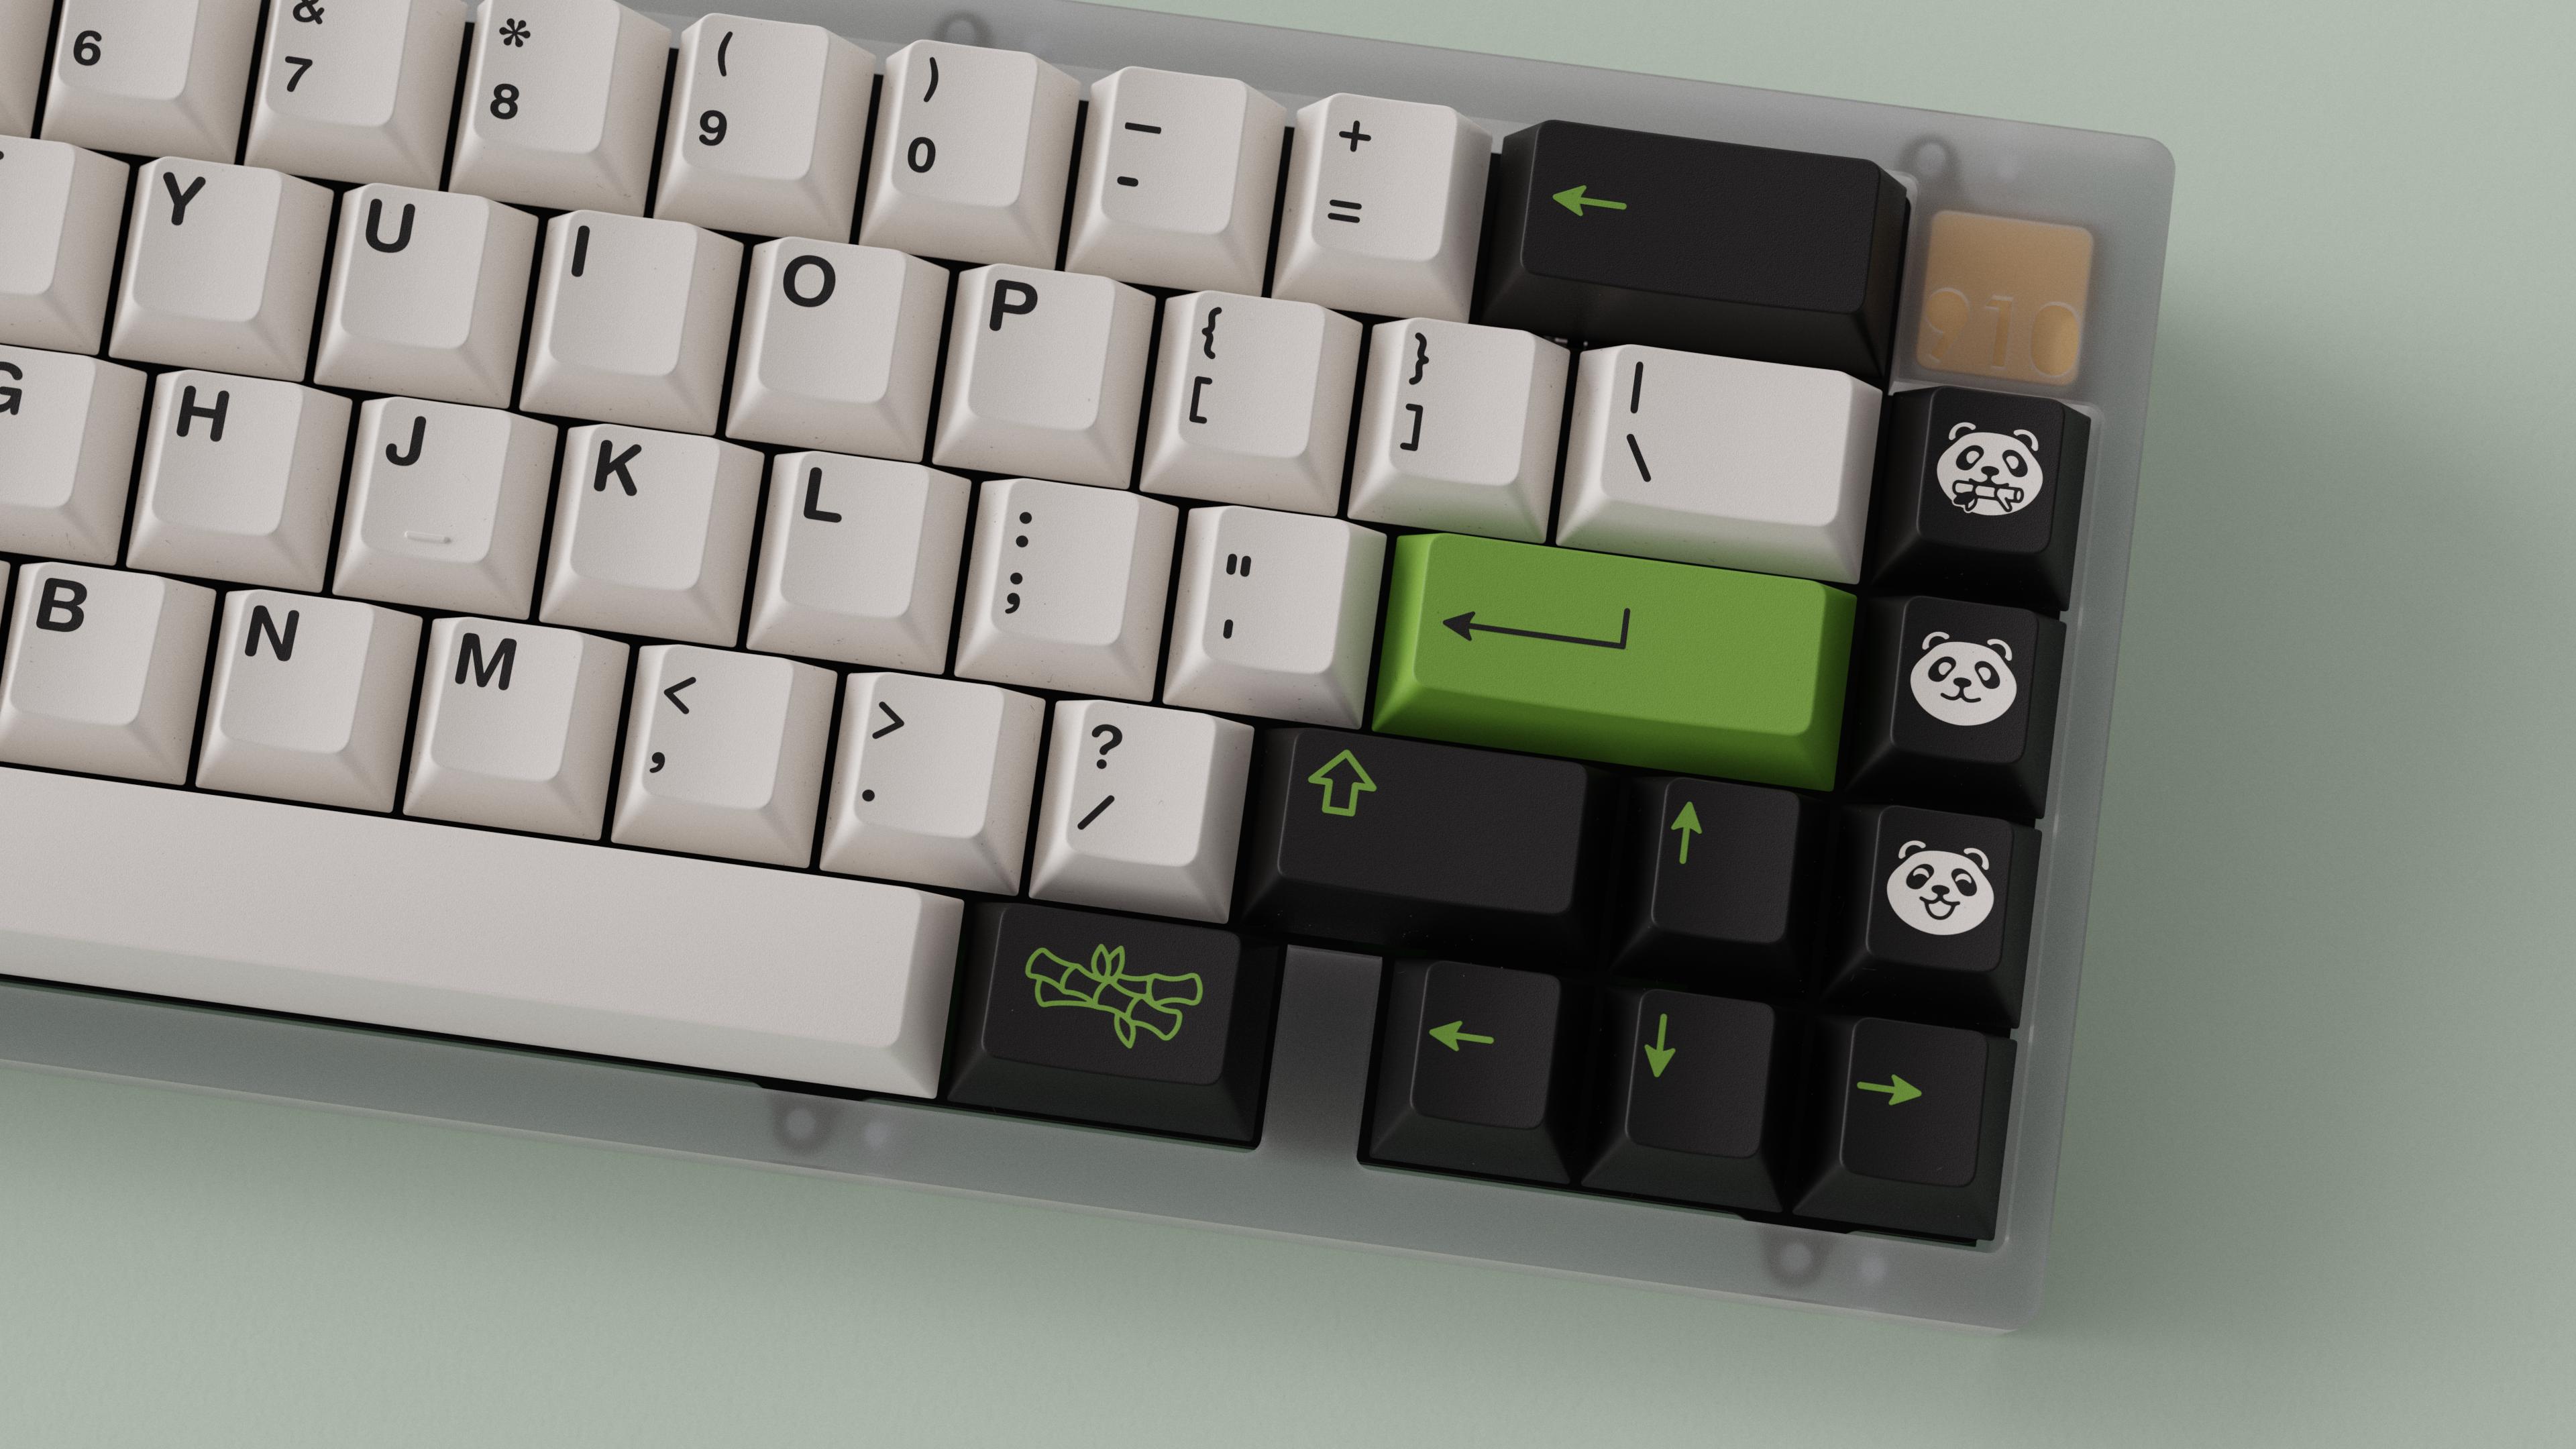 6 & 7 * 8 ( 9 ) 0 _ - + =
910
Y U I O P { [ } ] | \
G H J K L : ; " '
B N M < , > . ? /